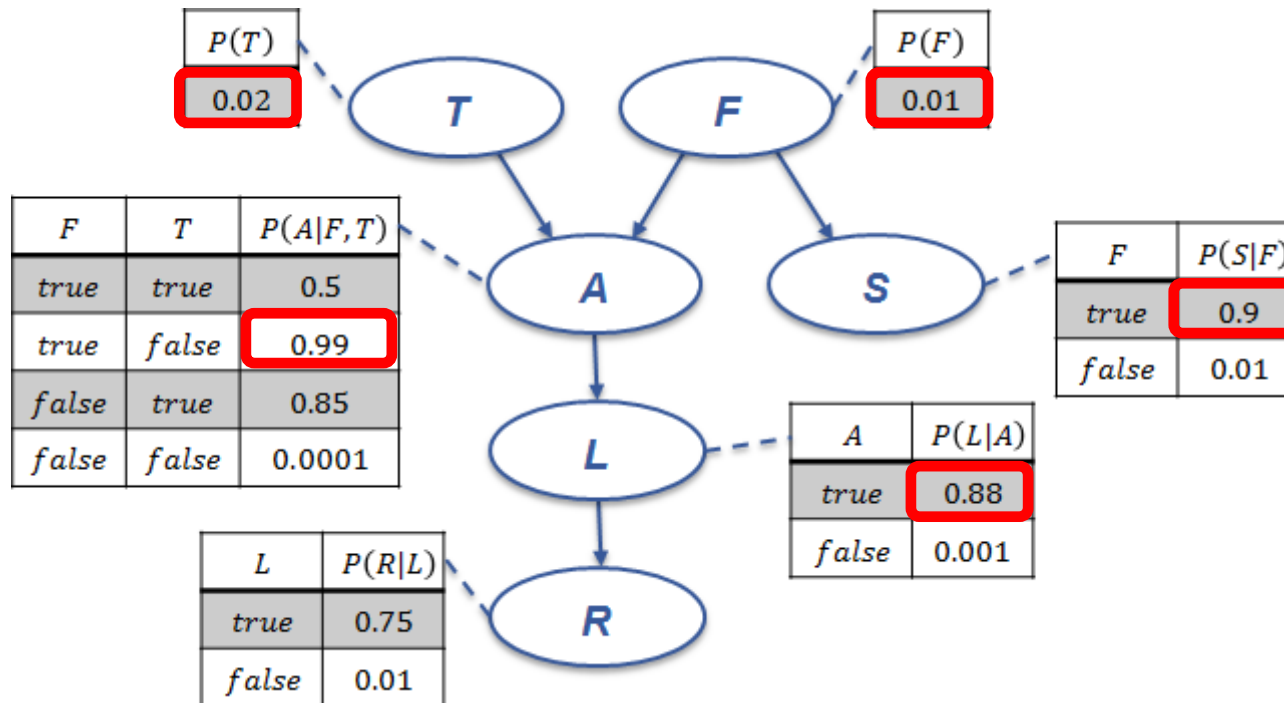 P(T)
0.02
T
F
P(F)
0.01
F T P(A|F,T)
true true 0.5
true false 0.99
false true 0.85
false false 0.0001
A
S
F P(S|F)
true 0.9
false 0.01
L
A P(L|A)
true 0.88
false 0.001
L P(R|L)
true 0.75
false 0.01
R